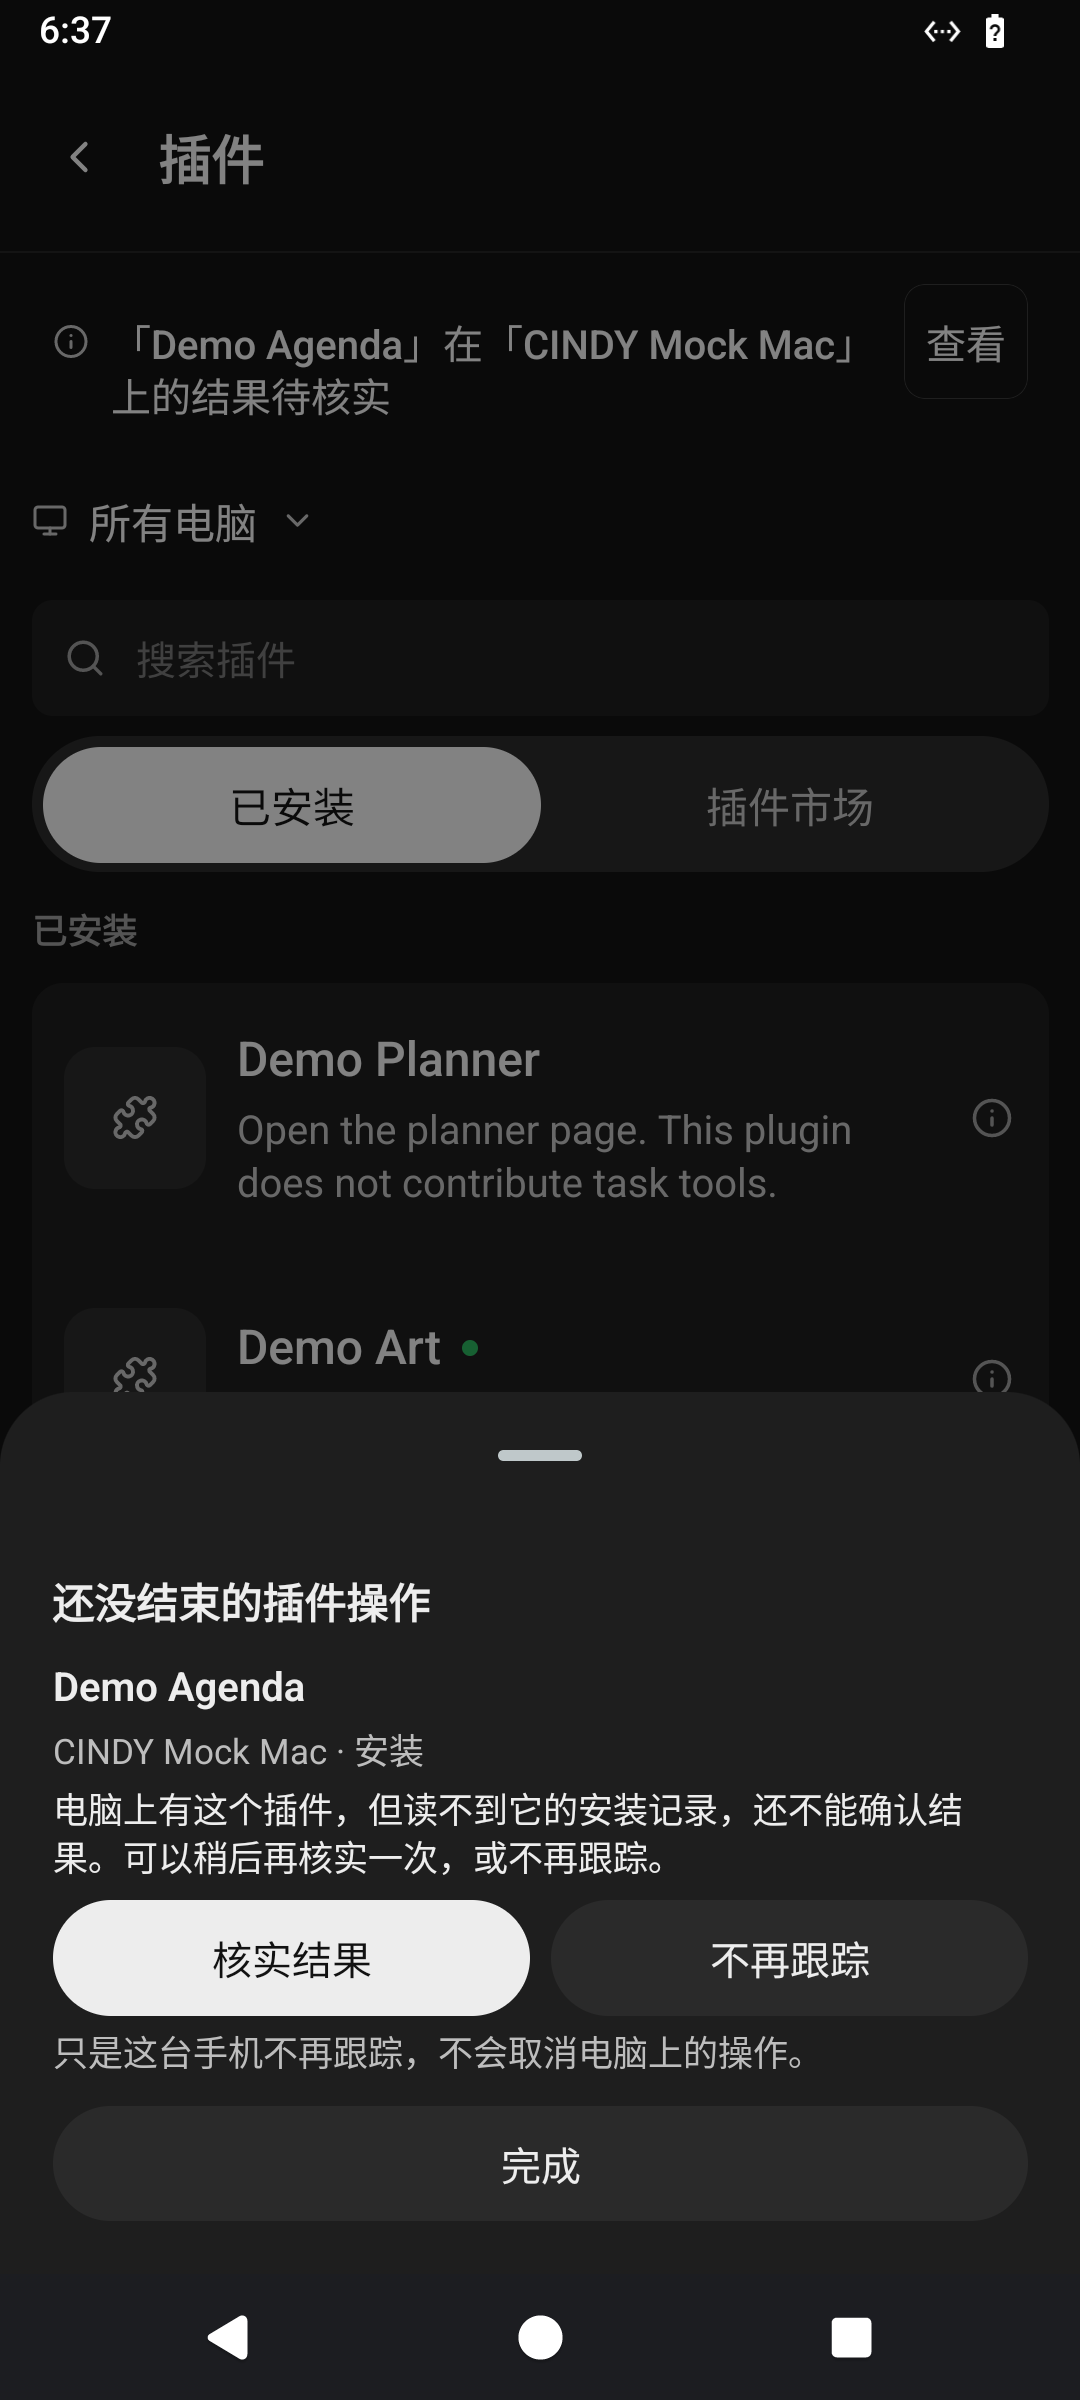 6:37
插件
「Demo Agenda」在「CINDY Mock Mac」
上的结果待核实
查看
所有电脑
搜索插件
已安装
插件市场
已安装
Demo Planner
Open the planner page. This plugin
does not contribute task tools.
Demo Art
还没结束的插件操作
Demo Agenda
CINDY Mock Mac · 安装
电脑上有这个插件，但读不到它的安装记录，还不能确认结
果。可以稍后再核实一次，或不再跟踪。
核实结果
不再跟踪
只是这台手机不再跟踪，不会取消电脑上的操作。
完成